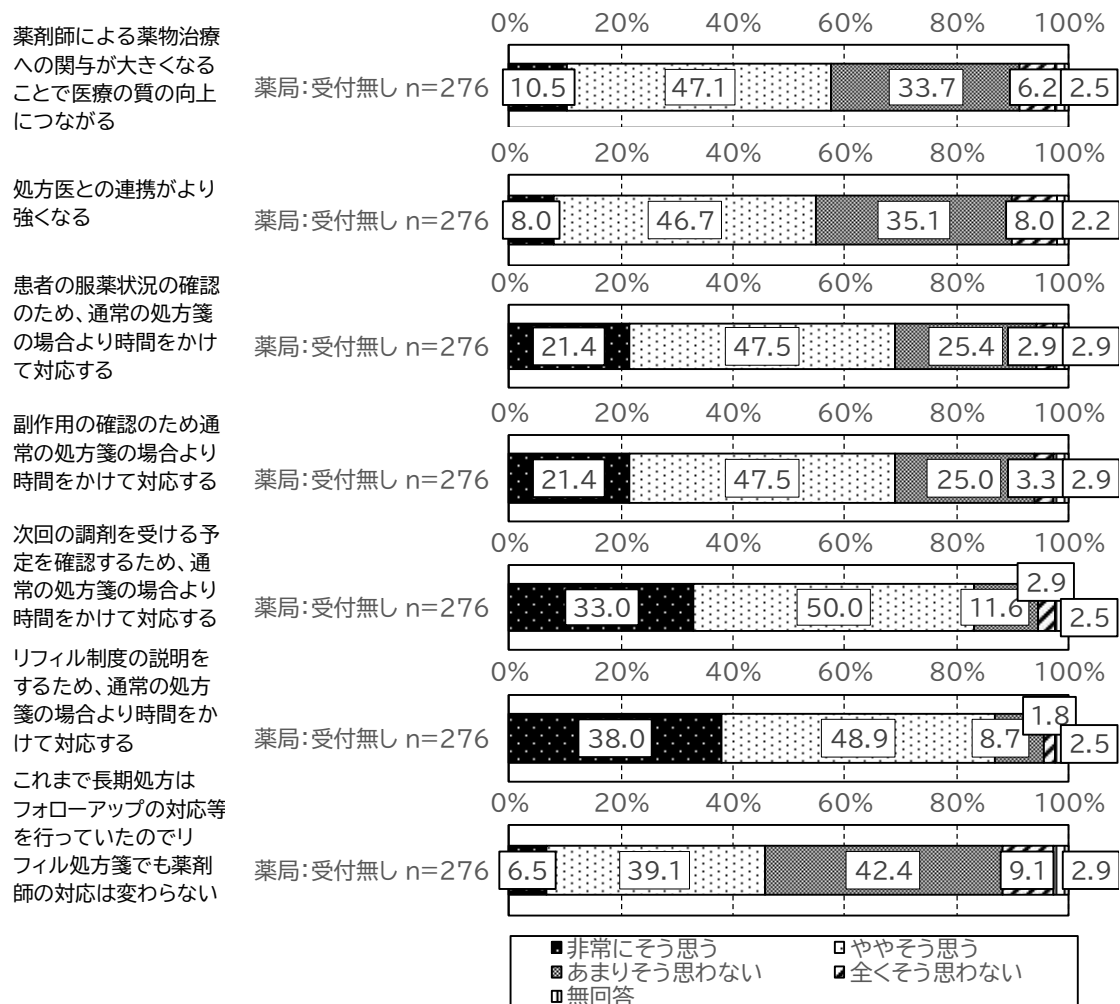 0% 20% 40% 60% 80% 100%
薬剤師による薬物治療
への関与が大きくなる
ことで医療の質の向上
につながる
薬局：受付無し n=276 10.5 47.1 33.7 6.2 2.5
0% 20% 40% 60% 80% 100%
処方医との連携がより
強くなる
薬局：受付無し n=276 8.0 46.7 35.1 8.0 2.2
0% 20% 40% 60% 80% 100%
患者の服薬状況の確認
のため、通常の処方箋
の場合より時間をかけ
て対応する
薬局：受付無し n=276 21.4 47.5 25.4 2.9 2.9
0% 20% 40% 60% 80% 100%
副作用の確認のため通
常の処方箋の場合より
時間をかけて対応する
薬局：受付無し n=276 21.4 47.5 25.0 3.3 2.9
0% 20% 40% 60% 80% 100%
次回の調剤を受ける予
定を確認するため、通
常の処方箋の場合より
時間をかけて対応する
薬局：受付無し n=276 33.0 50.0 11.6 2.9 2.5
0% 20% 40% 60% 80% 100%
リフィル制度の説明を
するため、通常の処方
箋の場合より時間をか
けて対応する
薬局：受付無し n=276 38.0 48.9 8.7 1.8 2.5
0% 20% 40% 60% 80% 100%
これまで長期処方は
フォローアップの対応等
を行っていたのでリ
フィル処方箋でも薬剤
師の対応は変わらない
薬局：受付無し n=276 6.5 39.1 42.4 9.1 2.9
非常にそう思う ややそう思う
あまりそう思わない 全くそう思わない
無回答